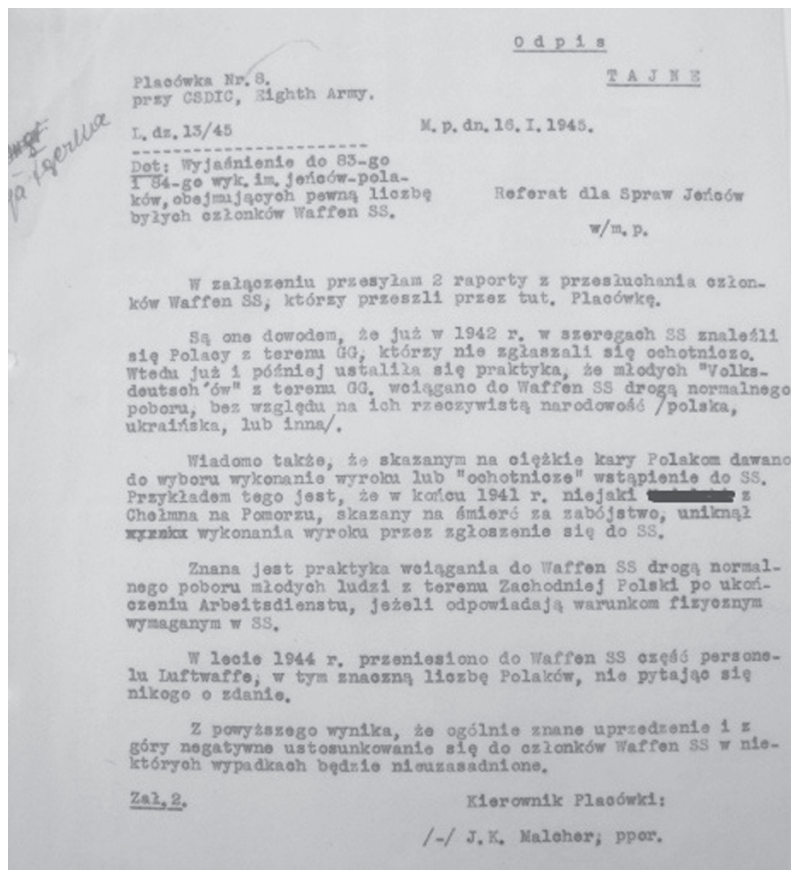 Odpis
TAJNE
Placówka Nr. 8.
przy CSDIC, Eighth Army.
L. dz. 13/45
M. p. dn. 16. I. 1945.
Dot: Wyjaśnienie do 83-go
i 84-go wyk. im. jeńców-pola-
ków, obejmujących pewną liczbę
byłych członków Waffen SS.
Referat dla Spraw Jeńców
w/m. p.
W załączeniu przesyłam 2 raporty z przesłuchania człon-
ków Waffen SS, którzy przeszli przez tut. Placówkę.
Są one dowodem, że już w 1942 r. w szeregach SS znaleźli
się Polacy z terenu GG, którzy nie zgłaszali się ochotniczo.
Wtedu już i później ustaliła się praktyka, że młodych "Volks-
deutsch'ów" z terenu GG. wciągano do Waffen SS drogą normalnego
poboru, bez względu na ich rzeczywistą narodowość /polska,
ukraińska, lub inna/.
Wiadomo także, że skazanym na ciężkie kary Polakom dawano
do wyboru wykonanie wyroku lub "ochotnicze" wstąpienie do SS.
Przykładem tego jest, że w końcu 1941 r. niejaki z
Chełmna na Pomorzu, skazany na śmierć za zabójstwo, uniknął
wykonania wyroku przez zgłoszenie się do SS.
Znana jest praktyka wciągania do Waffen SS drogą normal-
nego poboru młodych ludzi z terenu Zachodniej Polski po ukoń-
czeniu Arbeitsdienstu, jeżeli odpowiadają warunkom fizycznym
wymaganym w SS.
W lecie 1944 r. przeniesiono do Waffen SS część persone-
lu Luftwaffe, w tym znaczną liczbę Polaków, nie pytając się
nikogo o zdanie.
Z powyższego wynika, że ogólnie znane uprzedzenie i z
góry negatywne ustosunkowanie się do członków Waffen SS w nie-
których wypadkach będzie nieuzasadnione.
Zał. 2.
Kierownik Placówki:
/-/ J.K. Malcher; ppor.